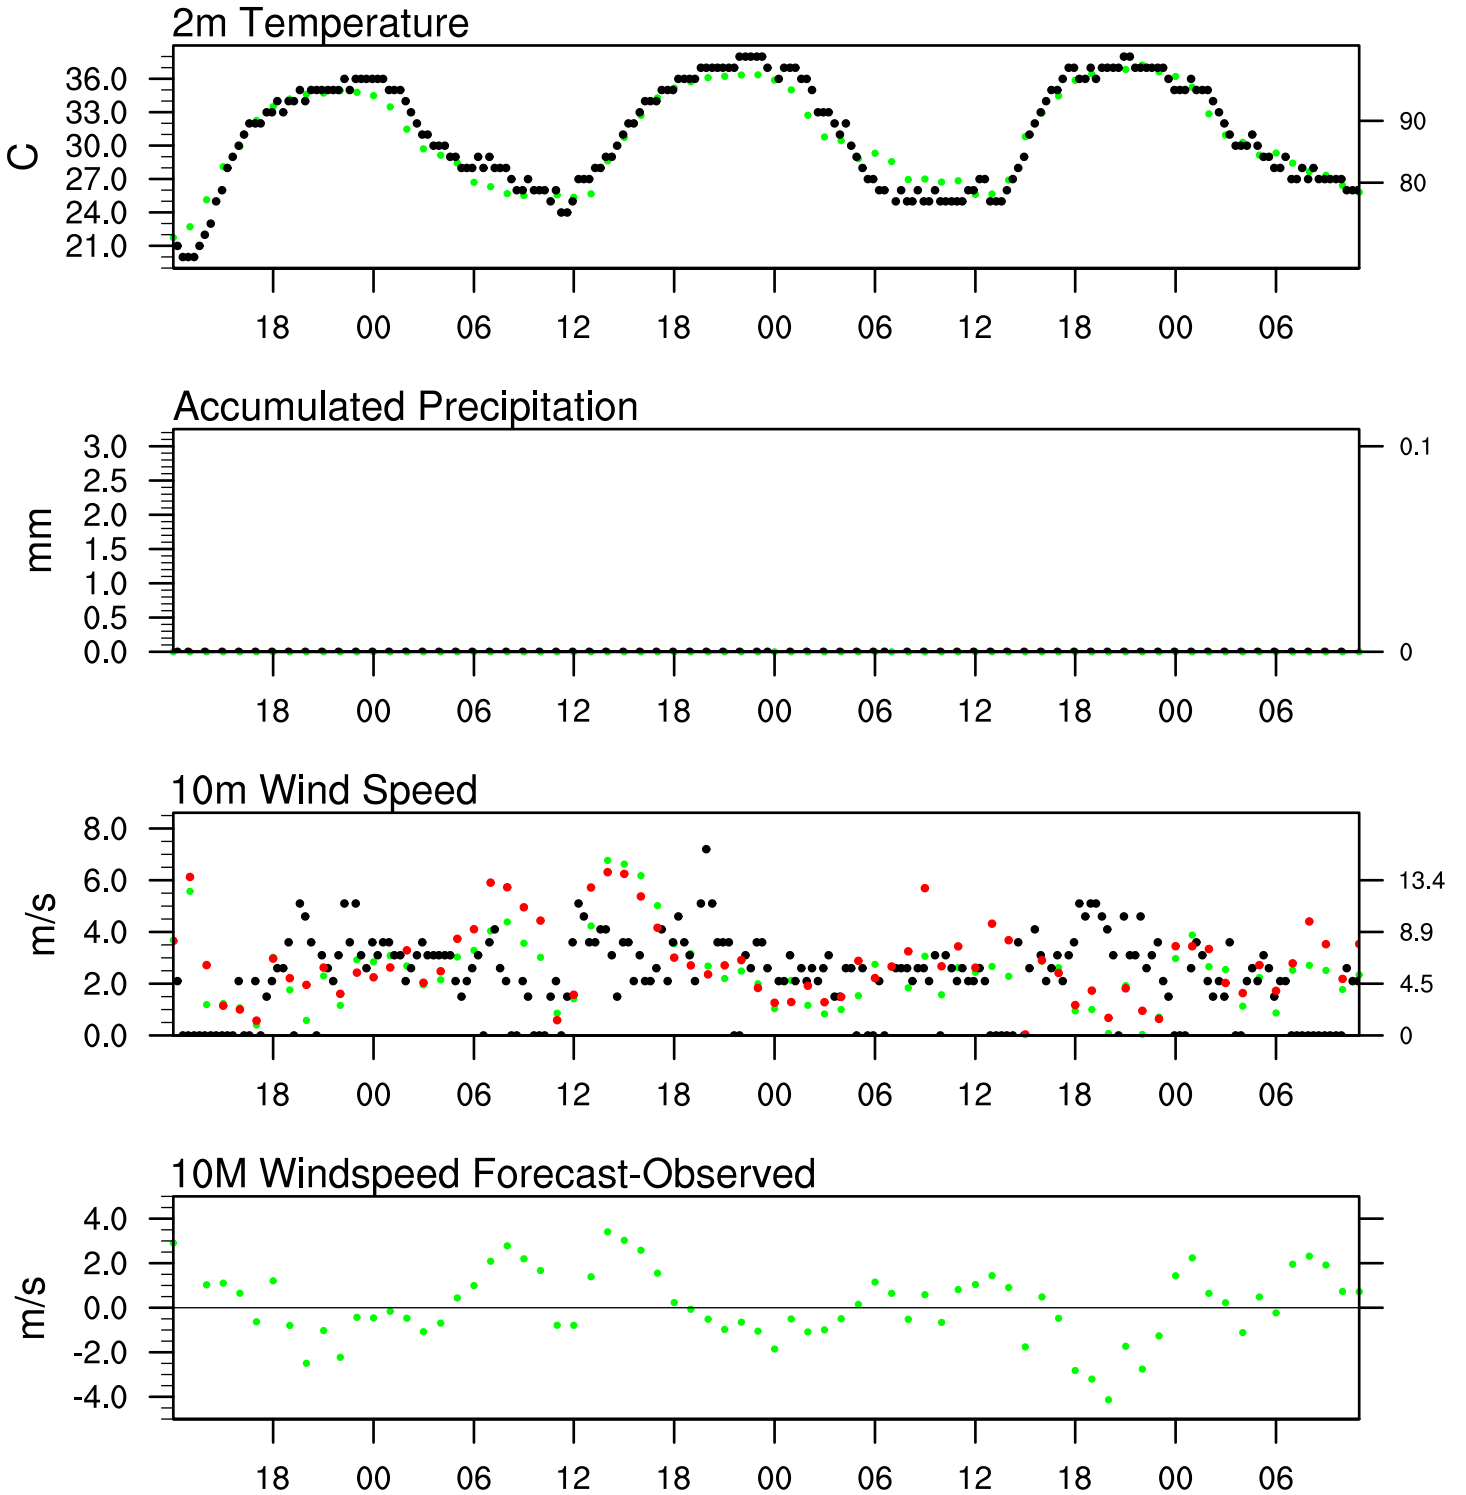 2m Temperature
36.0
33.0
30.0
27.0
24.0
21.0
C
90
80
18 00 06 12 18 00 06 12 18 00 06
Accumulated Precipitation
3.0
2.5
2.0
1.5
1.0
0.5
0.0
mm
0.1
0
18 00 06 12 18 00 06 12 18 00 06
10m Wind Speed
8.0
6.0
4.0
2.0
0.0
m/s
13.4
8.9
4.5
0
18 00 06 12 18 00 06 12 18 00 06
10M Windspeed Forecast-Observed
4.0
2.0
0.0
-2.0
-4.0
m/s
18 00 06 12 18 00 06 12 18 00 06